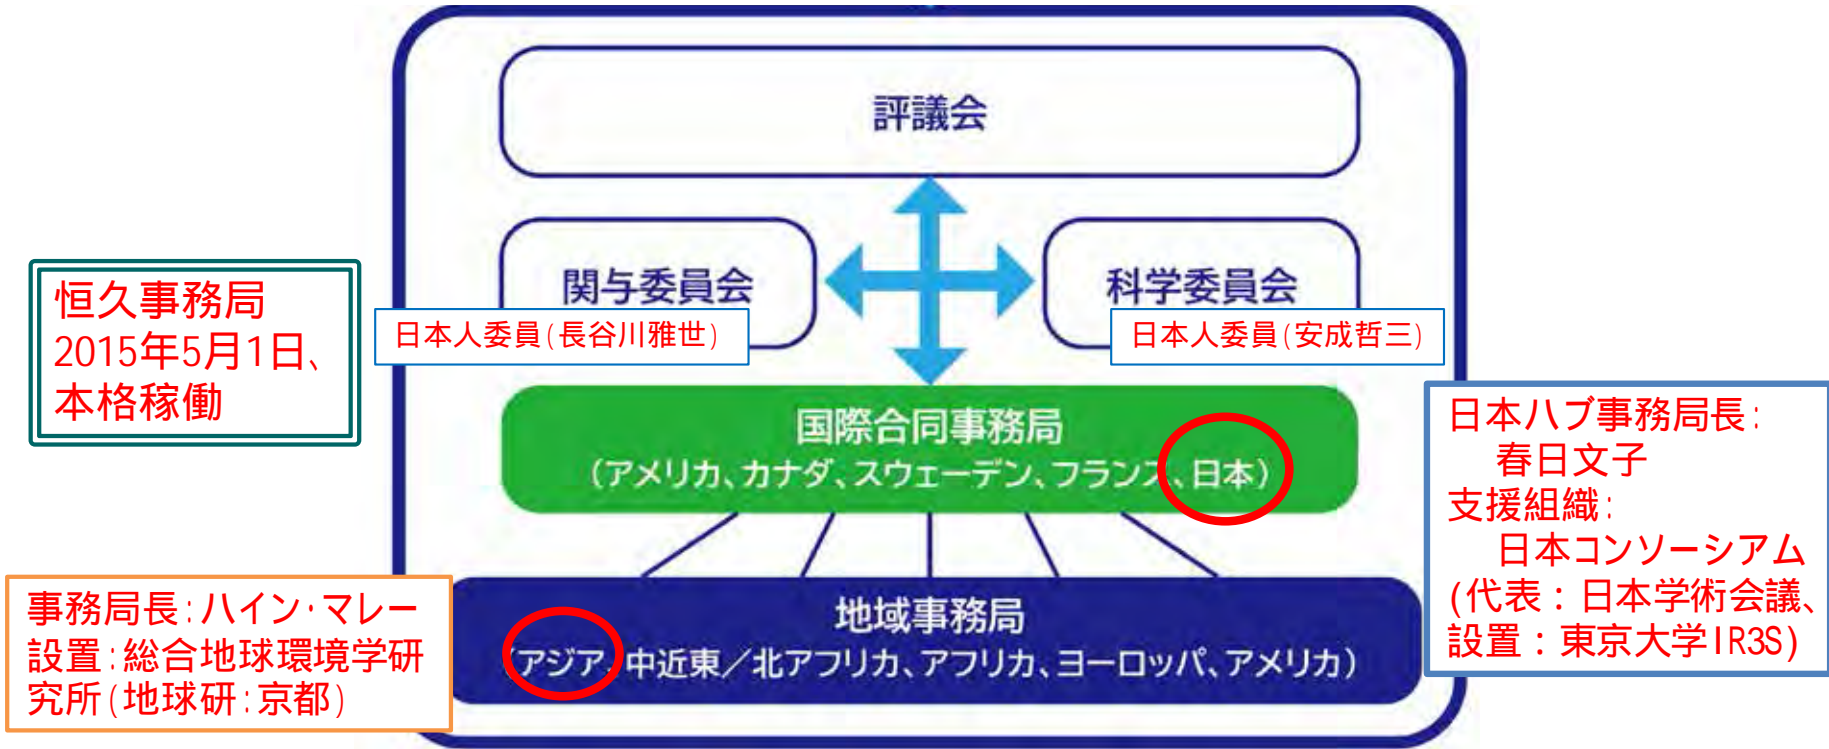 評議会
関与委員会
日本人委員(長谷川雅世)
科学委員会
日本人委員(安成哲三)
恒久事務局
2015年5月1日、
本格稼働
国際合同事務局
(アメリカ、カナダ、スウェーデン、フランス、日本)
日本ハブ事務局長:
春日文子
支援組織:
日本コンソーシアム
(代表:日本学術会議、
設置:東京大学IR3S)
事務局長:ハイン・マレー
設置:総合地球環境学研
究所(地球研:京都)
地域事務局
(アジア、中近東/北アフリカ、アフリカ、ヨーロッパ、アメリカ)